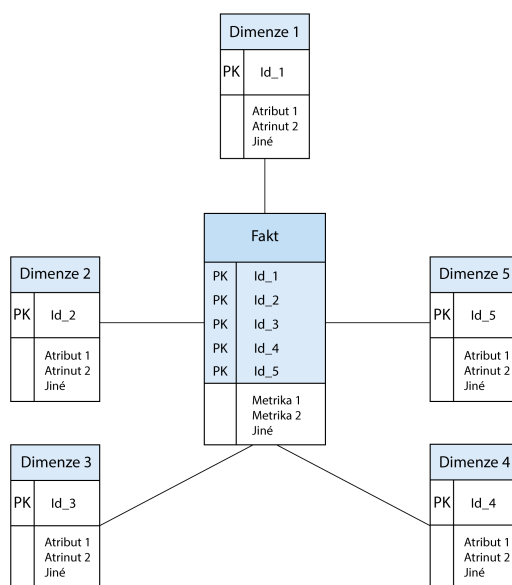 Dimenze 1
PK Id_1
Atribut 1
Atrinut 2
Jiné
Fakt
PK Id_1
PK Id_2
PK Id_3
PK Id_4
PK Id_5
Metrika 1
Metrika 2
Jiné
Dimenze 2
PK Id_2
Atribut 1
Atrinut 2
Jiné
Dimenze 5
PK Id_5
Atribut 1
Atrinut 2
Jiné
Dimenze 3
PK Id_3
Atribut 1
Atrinut 2
Jiné
Dimenze 4
PK Id_4
Atribut 1
Atrinut 2
Jiné